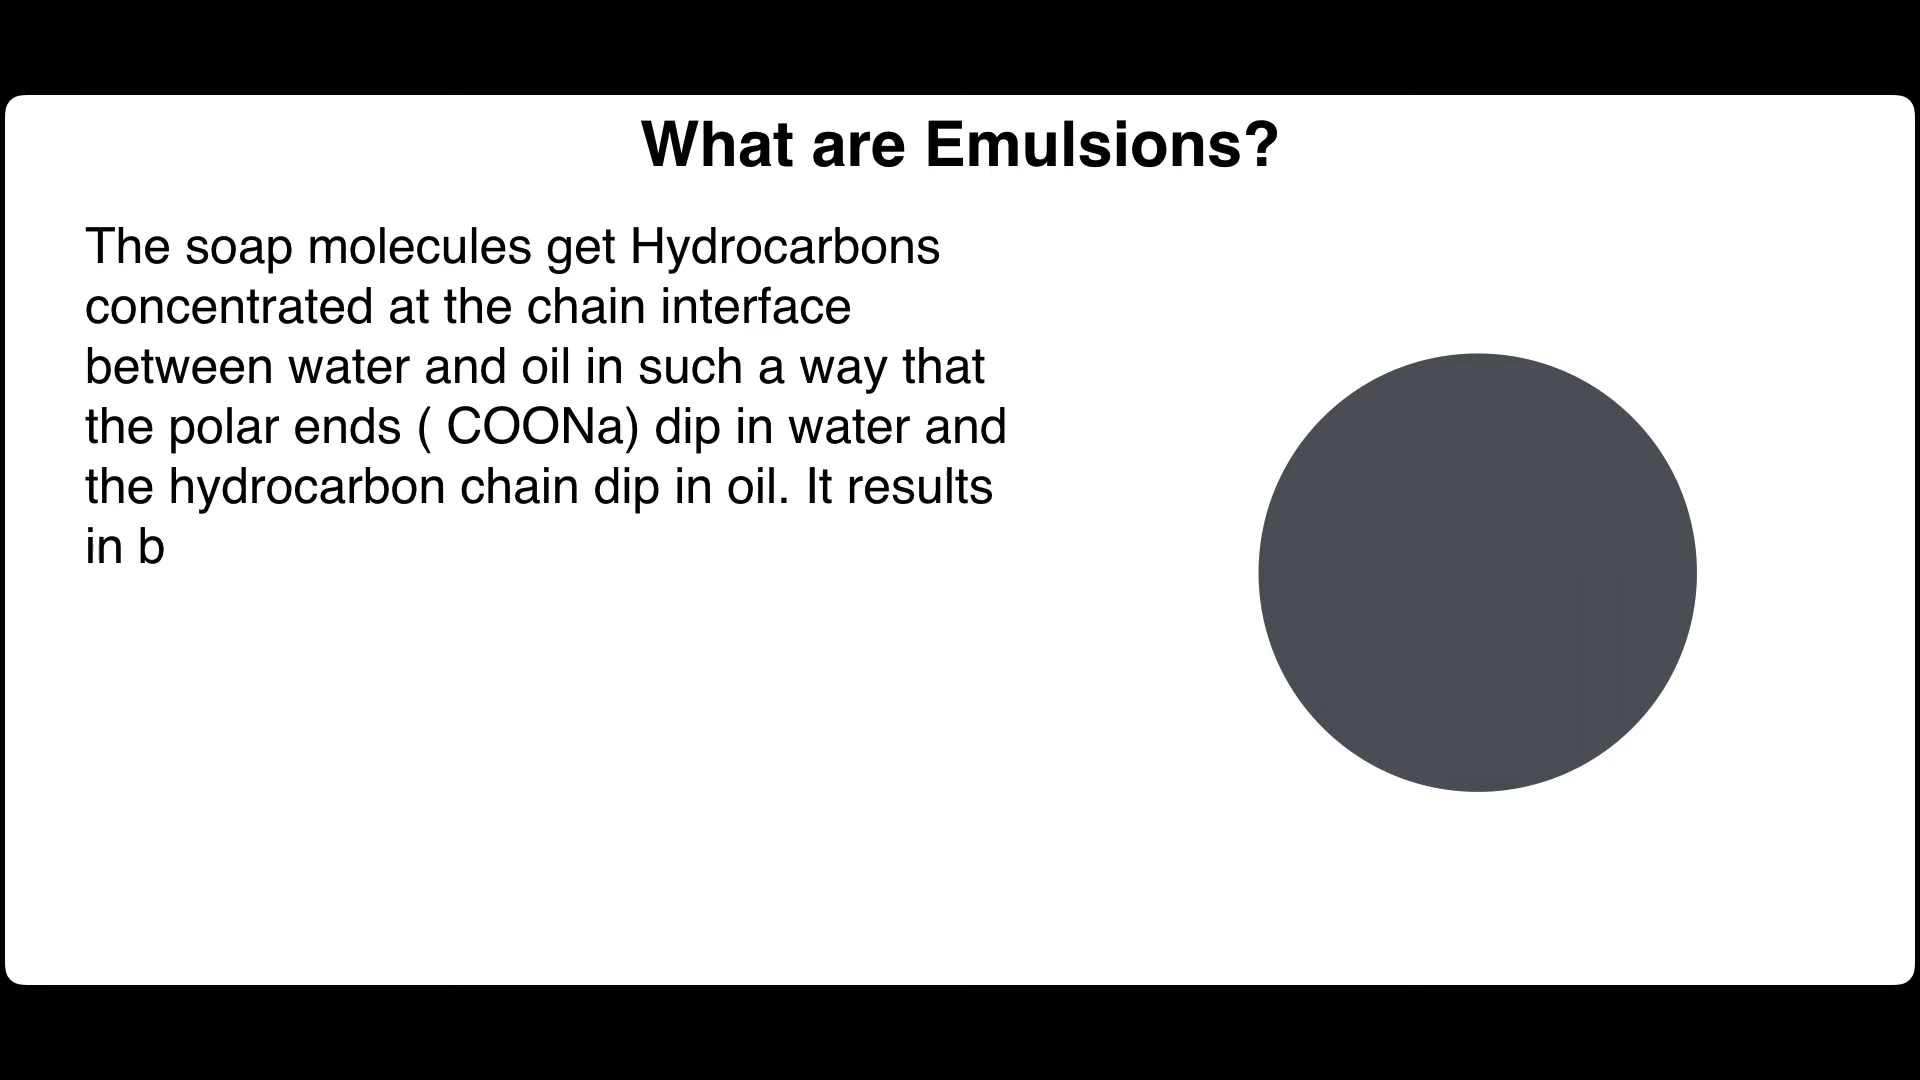 What are Emulsions?
The soap molecules get Hydrocarbons
concentrated at the chain interface
between water and oil in such a way that
the polar ends ( COONa) dip in water and
the hydrocarbon chain dip in oil. It results
in b